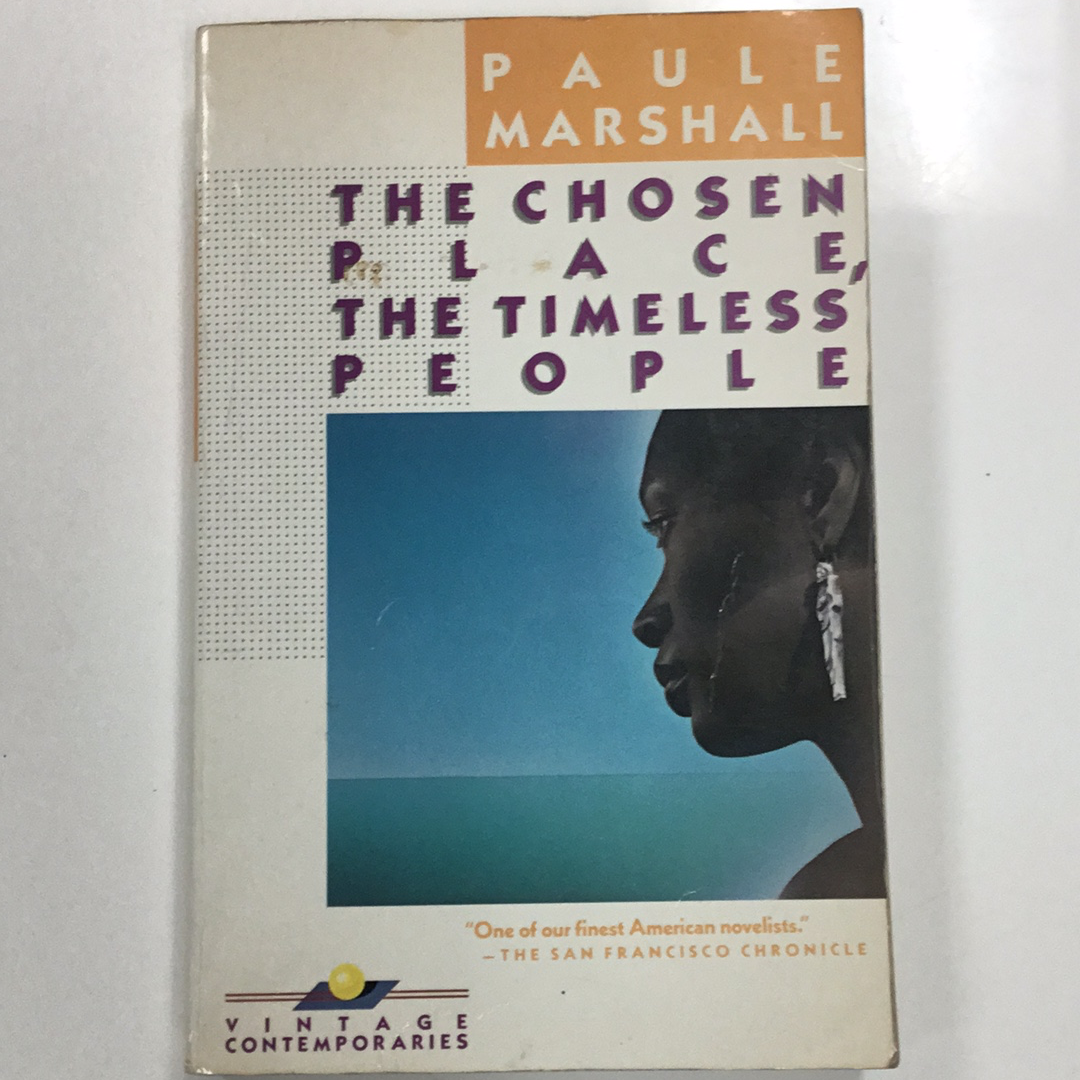 PAULE
MARSHALL
THE CHOSEN
PLACE,
THE TIMELESS
PEOPLE
"One of our finest American novelists."
—THE SAN FRANCISCO CHRONICLE
VINTAGE
CONTEMPORARIES